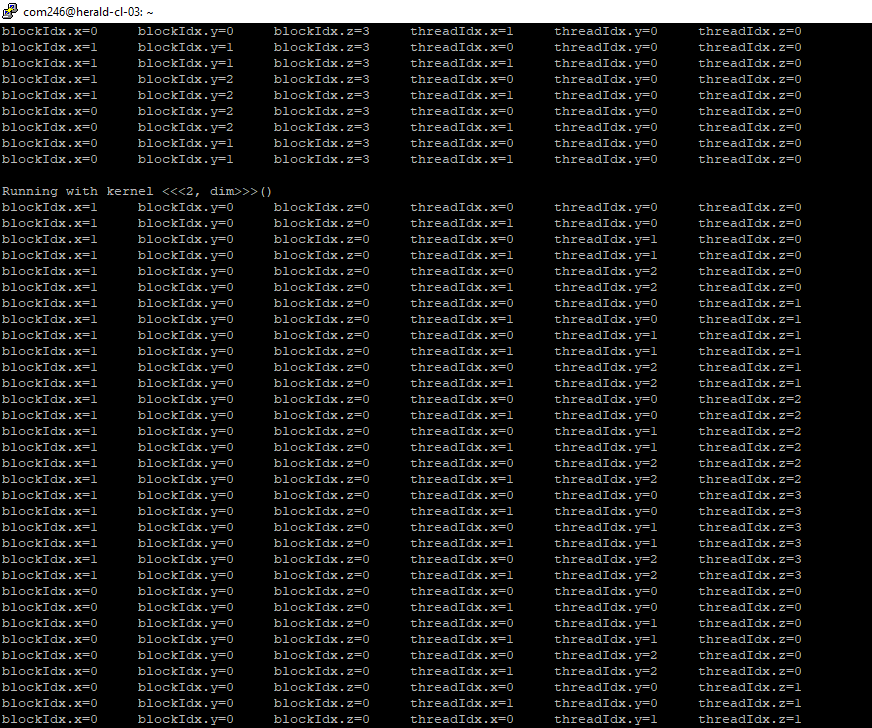 com246@herald-cl-03: ~
blockIdx.x=0 blockIdx.y=0 blockIdx.z=3 threadIdx.x=1 threadIdx.y=0 threadIdx.z=0
blockIdx.x=1 blockIdx.y=1 blockIdx.z=3 threadIdx.x=0 threadIdx.y=0 threadIdx.z=0
blockIdx.x=1 blockIdx.y=1 blockIdx.z=3 threadIdx.x=1 threadIdx.y=0 threadIdx.z=0
blockIdx.x=1 blockIdx.y=2 blockIdx.z=3 threadIdx.x=0 threadIdx.y=0 threadIdx.z=0
blockIdx.x=1 blockIdx.y=2 blockIdx.z=3 threadIdx.x=1 threadIdx.y=0 threadIdx.z=0
blockIdx.x=0 blockIdx.y=2 blockIdx.z=3 threadIdx.x=0 threadIdx.y=0 threadIdx.z=0
blockIdx.x=0 blockIdx.y=2 blockIdx.z=3 threadIdx.x=1 threadIdx.y=0 threadIdx.z=0
blockIdx.x=0 blockIdx.y=1 blockIdx.z=3 threadIdx.x=0 threadIdx.y=0 threadIdx.z=0
blockIdx.x=0 blockIdx.y=1 blockIdx.z=3 threadIdx.x=1 threadIdx.y=0 threadIdx.z=0
Running with kernel <<<2, dim>>>()
blockIdx.x=1 blockIdx.y=0 blockIdx.z=0 threadIdx.x=0 threadIdx.y=0 threadIdx.z=0
blockIdx.x=1 blockIdx.y=0 blockIdx.z=0 threadIdx.x=1 threadIdx.y=0 threadIdx.z=0
blockIdx.x=1 blockIdx.y=0 blockIdx.z=0 threadIdx.x=0 threadIdx.y=1 threadIdx.z=0
blockIdx.x=1 blockIdx.y=0 blockIdx.z=0 threadIdx.x=1 threadIdx.y=1 threadIdx.z=0
blockIdx.x=1 blockIdx.y=0 blockIdx.z=0 threadIdx.x=0 threadIdx.y=2 threadIdx.z=0
blockIdx.x=1 blockIdx.y=0 blockIdx.z=0 threadIdx.x=1 threadIdx.y=2 threadIdx.z=0
blockIdx.x=1 blockIdx.y=0 blockIdx.z=0 threadIdx.x=0 threadIdx.y=0 threadIdx.z=1
blockIdx.x=1 blockIdx.y=0 blockIdx.z=0 threadIdx.x=1 threadIdx.y=0 threadIdx.z=1
blockIdx.x=1 blockIdx.y=0 blockIdx.z=0 threadIdx.x=0 threadIdx.y=1 threadIdx.z=1
blockIdx.x=1 blockIdx.y=0 blockIdx.z=0 threadIdx.x=1 threadIdx.y=1 threadIdx.z=1
blockIdx.x=1 blockIdx.y=0 blockIdx.z=0 threadIdx.x=0 threadIdx.y=2 threadIdx.z=1
blockIdx.x=1 blockIdx.y=0 blockIdx.z=0 threadIdx.x=1 threadIdx.y=2 threadIdx.z=1
blockIdx.x=1 blockIdx.y=0 blockIdx.z=0 threadIdx.x=0 threadIdx.y=0 threadIdx.z=2
blockIdx.x=1 blockIdx.y=0 blockIdx.z=0 threadIdx.x=1 threadIdx.y=0 threadIdx.z=2
blockIdx.x=1 blockIdx.y=0 blockIdx.z=0 threadIdx.x=0 threadIdx.y=1 threadIdx.z=2
blockIdx.x=1 blockIdx.y=0 blockIdx.z=0 threadIdx.x=1 threadIdx.y=1 threadIdx.z=2
blockIdx.x=1 blockIdx.y=0 blockIdx.z=0 threadIdx.x=0 threadIdx.y=2 threadIdx.z=2
blockIdx.x=1 blockIdx.y=0 blockIdx.z=0 threadIdx.x=1 threadIdx.y=2 threadIdx.z=2
blockIdx.x=1 blockIdx.y=0 blockIdx.z=0 threadIdx.x=0 threadIdx.y=0 threadIdx.z=3
blockIdx.x=1 blockIdx.y=0 blockIdx.z=0 threadIdx.x=1 threadIdx.y=0 threadIdx.z=3
blockIdx.x=1 blockIdx.y=0 blockIdx.z=0 threadIdx.x=0 threadIdx.y=1 threadIdx.z=3
blockIdx.x=1 blockIdx.y=0 blockIdx.z=0 threadIdx.x=1 threadIdx.y=1 threadIdx.z=3
blockIdx.x=1 blockIdx.y=0 blockIdx.z=0 threadIdx.x=0 threadIdx.y=2 threadIdx.z=3
blockIdx.x=1 blockIdx.y=0 blockIdx.z=0 threadIdx.x=1 threadIdx.y=2 threadIdx.z=3
blockIdx.x=0 blockIdx.y=0 blockIdx.z=0 threadIdx.x=0 threadIdx.y=0 threadIdx.z=0
blockIdx.x=0 blockIdx.y=0 blockIdx.z=0 threadIdx.x=1 threadIdx.y=0 threadIdx.z=0
blockIdx.x=0 blockIdx.y=0 blockIdx.z=0 threadIdx.x=0 threadIdx.y=1 threadIdx.z=0
blockIdx.x=0 blockIdx.y=0 blockIdx.z=0 threadIdx.x=1 threadIdx.y=1 threadIdx.z=0
blockIdx.x=0 blockIdx.y=0 blockIdx.z=0 threadIdx.x=0 threadIdx.y=2 threadIdx.z=0
blockIdx.x=0 blockIdx.y=0 blockIdx.z=0 threadIdx.x=1 threadIdx.y=2 threadIdx.z=0
blockIdx.x=0 blockIdx.y=0 blockIdx.z=0 threadIdx.x=0 threadIdx.y=0 threadIdx.z=1
blockIdx.x=0 blockIdx.y=0 blockIdx.z=0 threadIdx.x=1 threadIdx.y=0 threadIdx.z=1
blockIdx.x=0 blockIdx.y=0 blockIdx.z=0 threadIdx.x=0 threadIdx.y=1 threadIdx.z=1